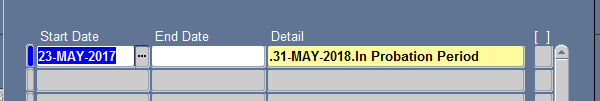 Start Date End Date Detail [ ]
23-MAY-2017 ... .31-MAY-2018.In Probation Period